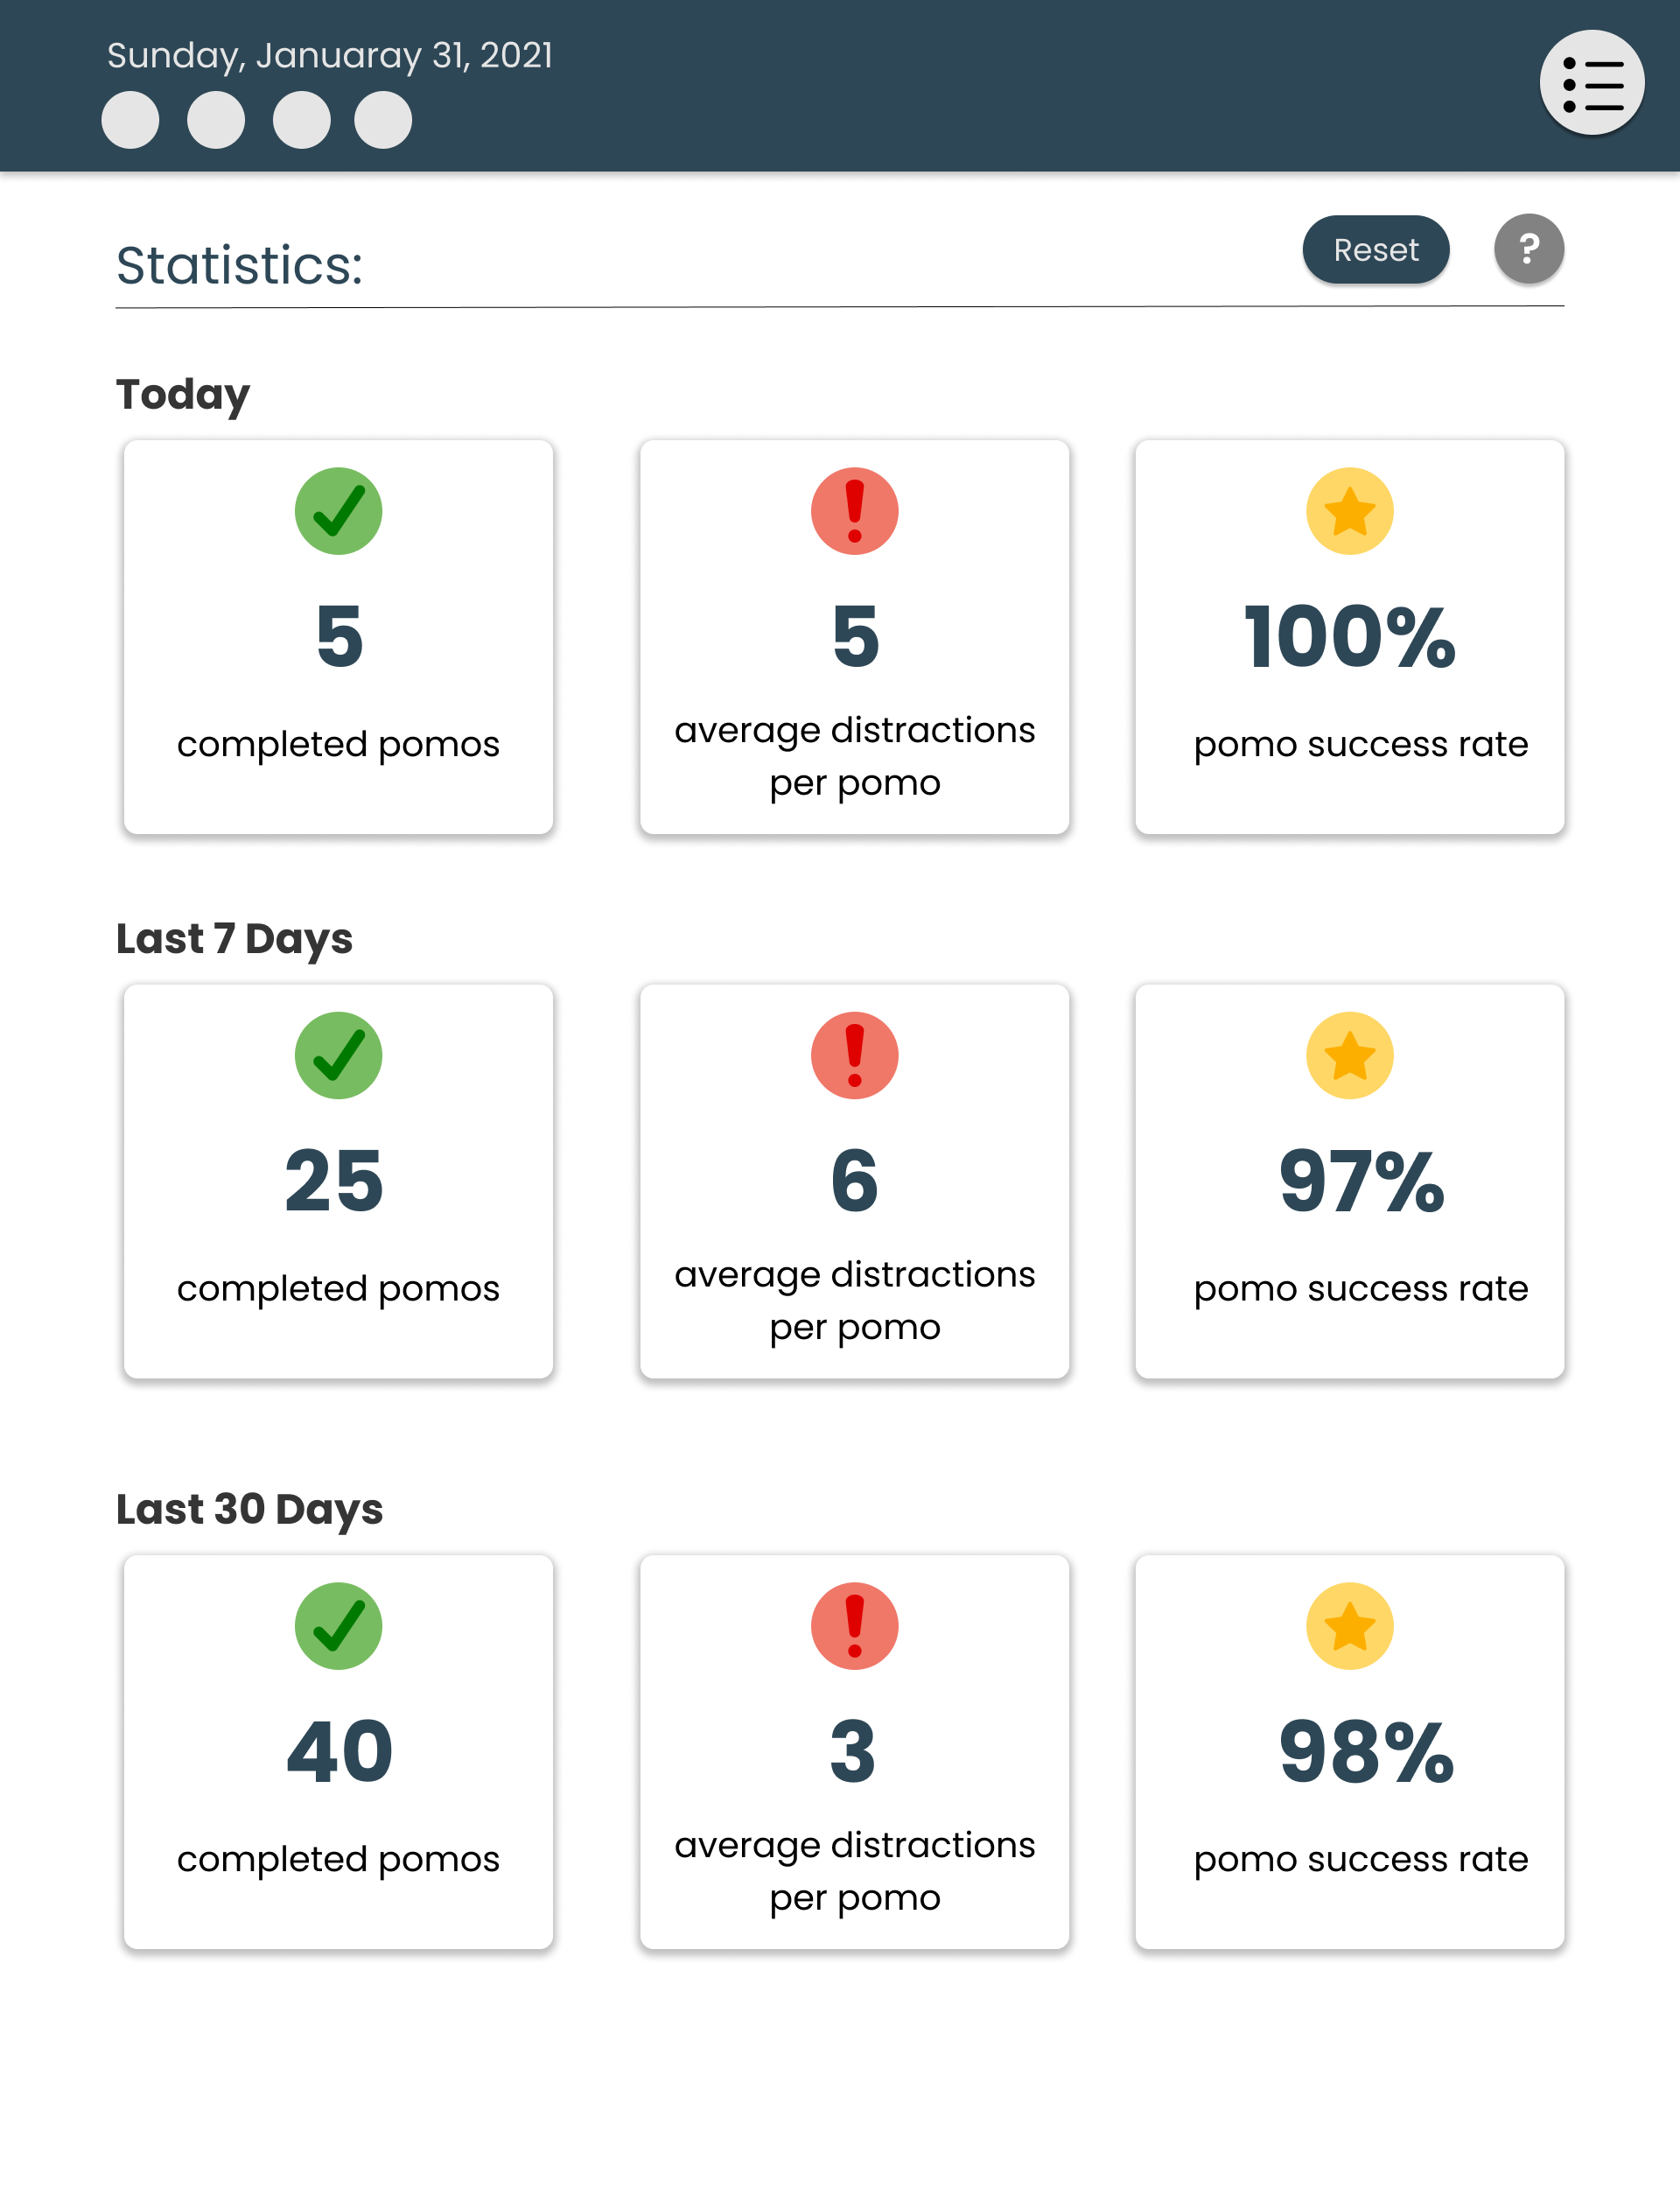 Sunday, Januaray 31, 2021
Statistics:
Reset
?
Today
5
completed pomos
5
average distractions
per pomo
100%
pomo success rate
Last 7 Days
25
completed pomos
6
average distractions
per pomo
97%
pomo success rate
Last 30 Days
40
completed pomos
3
average distractions
per pomo
98%
pomo success rate